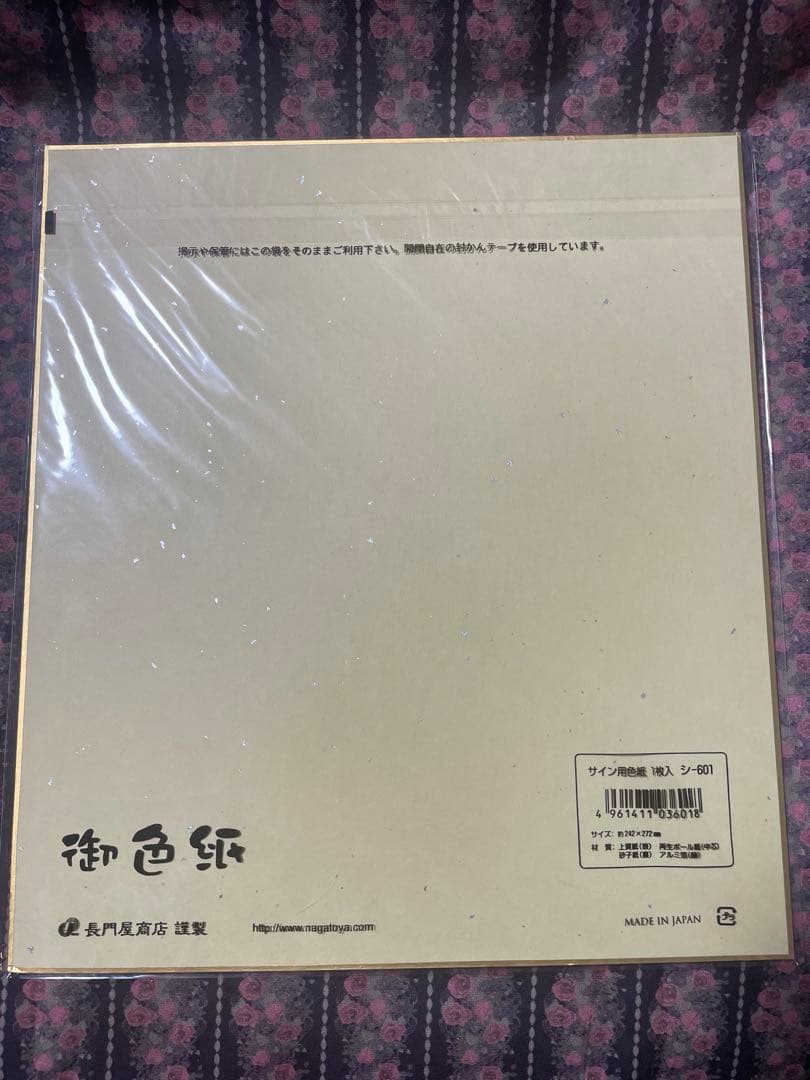 掲示や保管にはこの袋をそのままご利用下さい。開閉自在の封かんテープを使用しています。
サイン用色紙 1枚入 シ-601
4 961411 036018
サイズ：約242×272㎜
材 質：上質紙(表) 再生ボール紙(中芯)
砂子紙(裏) アルミ箔(縁)
御色紙
長門屋商店 謹製
http://www.nagatoya.com
MADE IN JAPAN
プラ